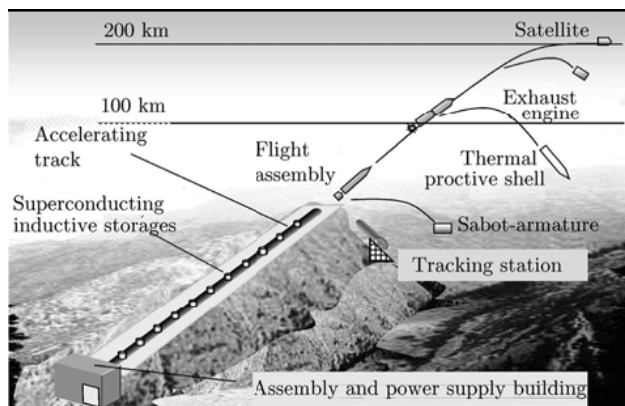 200 km
Satellite
100 km
Exhaust
engine
Accelerating
track
Flight
assembly
Thermal
proctive shell
Superconducting
inductive storages
Sabot-armature
Tracking station
Assembly and power supply building